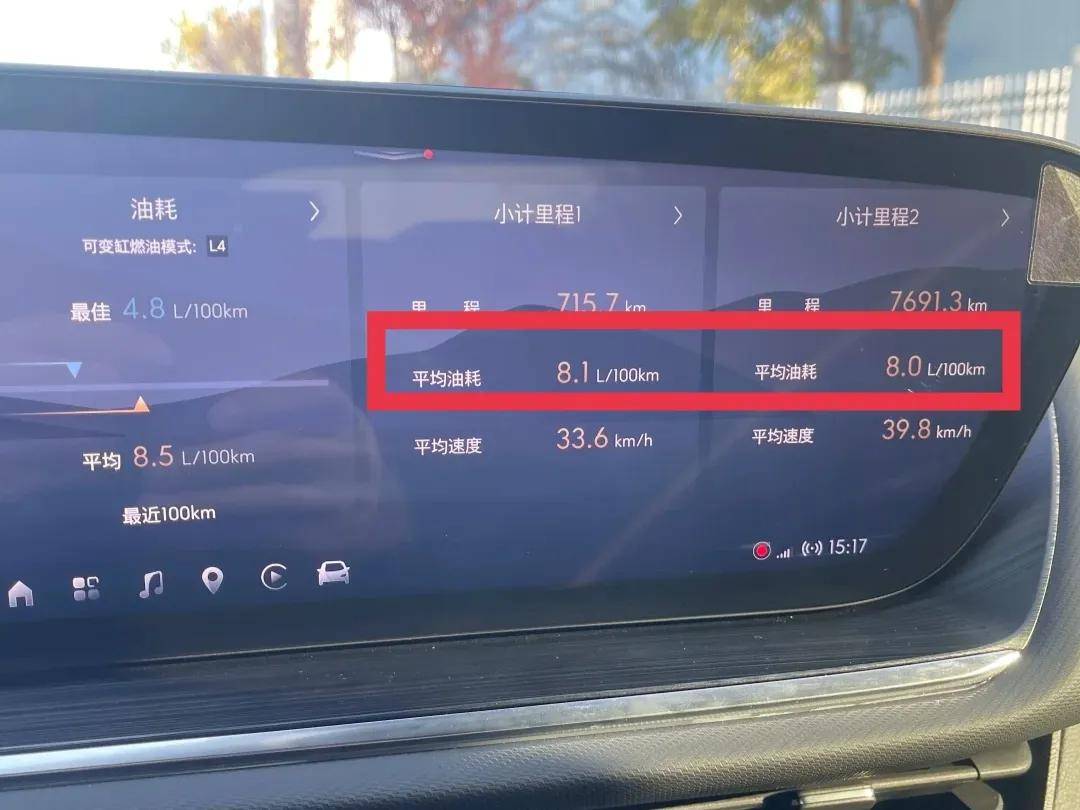 油耗
可变缸燃油模式: L4
最佳 4.8 L/100km
平均 8.5 L/100km
最近100km
小计里程1
里 程 715.7 km
平均油耗 8.1 L/100km
平均速度 33.6 km/h
小计里程2
里 程 7691.3 km
平均油耗 8.0 L/100km
平均速度 39.8 km/h
15:17